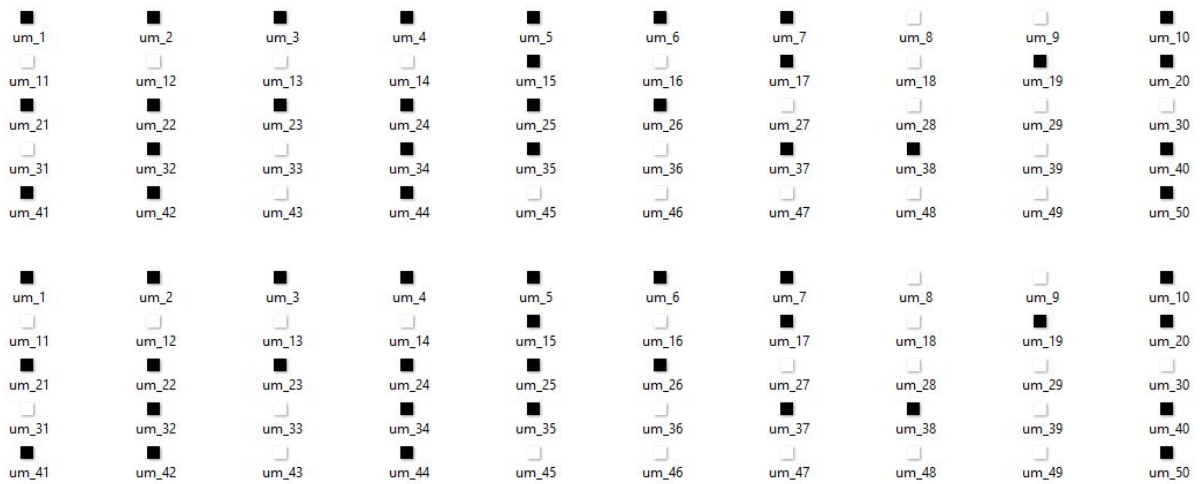 um_1 um_2 um_3 um_4 um_5 um_6 um_7 um_8 um_9 um_10
um_11 um_12 um_13 um_14 um_15 um_16 um_17 um_18 um_19 um_20
um_21 um_22 um_23 um_24 um_25 um_26 um_27 um_28 um_29 um_30
um_31 um_32 um_33 um_34 um_35 um_36 um_37 um_38 um_39 um_40
um_41 um_42 um_43 um_44 um_45 um_46 um_47 um_48 um_49 um_50
um_1 um_2 um_3 um_4 um_5 um_6 um_7 um_8 um_9 um_10
um_11 um_12 um_13 um_14 um_15 um_16 um_17 um_18 um_19 um_20
um_21 um_22 um_23 um_24 um_25 um_26 um_27 um_28 um_29 um_30
um_31 um_32 um_33 um_34 um_35 um_36 um_37 um_38 um_39 um_40
um_41 um_42 um_43 um_44 um_45 um_46 um_47 um_48 um_49 um_50